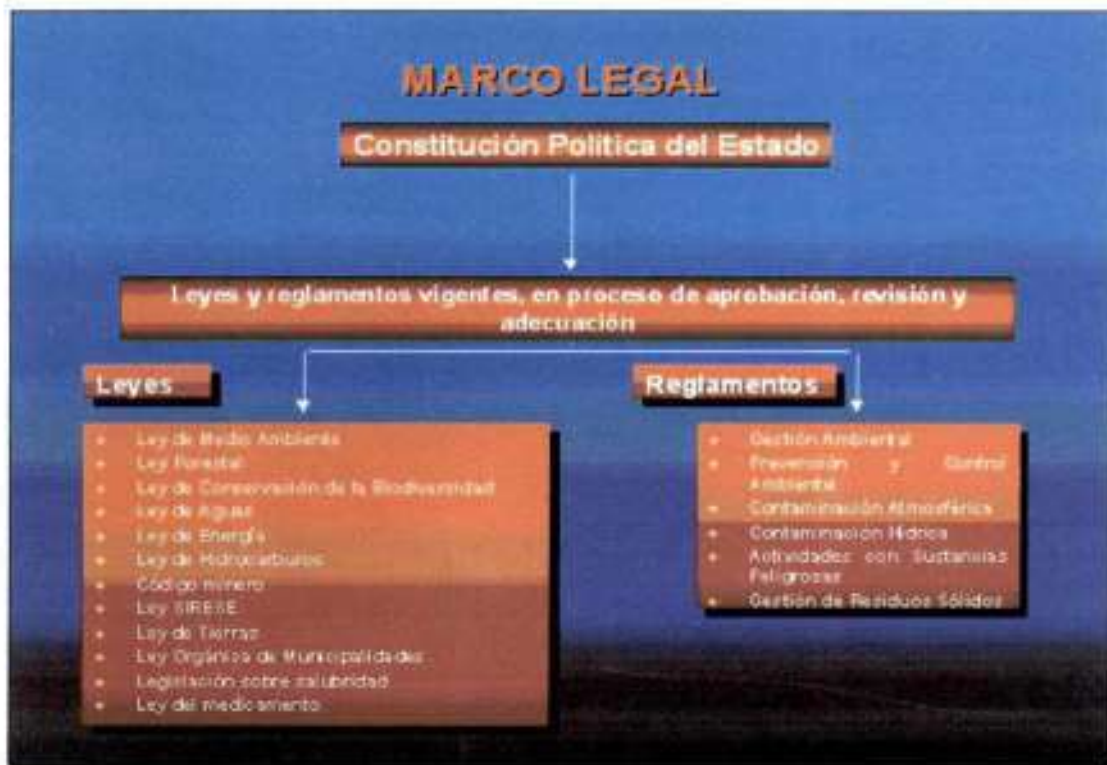 MARCO LEGAL
Constitución Política del Estado
Leyes y reglamentos vigentes, en proceso de aprobación, revisión y
adecuación
Leyes
Ley de Medio Ambiente
Ley Forestal
Ley de Conservación de la Biodiversidad
Ley de Aguas
Ley de Energía
Ley de Hidrocarburos
Código minero
Ley SIRESE
Ley de Tierras
Ley Orgánica de Municipalidades
Legislación sobre salubridad
Ley del medicamento
Reglamentos
Gestión Ambiental
Prevención y Control
Ambiental
Contaminación Atmosférica
Contaminación Hídrica
Actividades con Sustancias
Peligrosas
Gestión de Residuos Sólidos